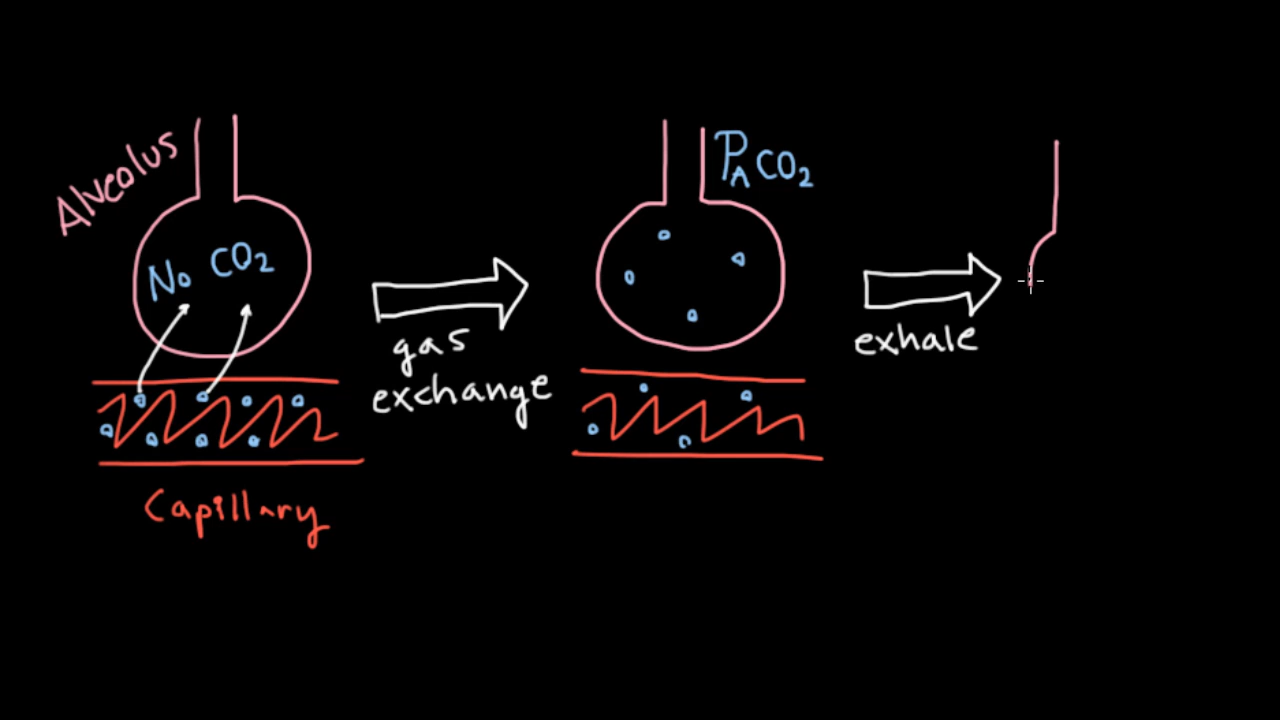 Alveolus
No CO2
Capillary
gas
exchange
PACO2
exhale